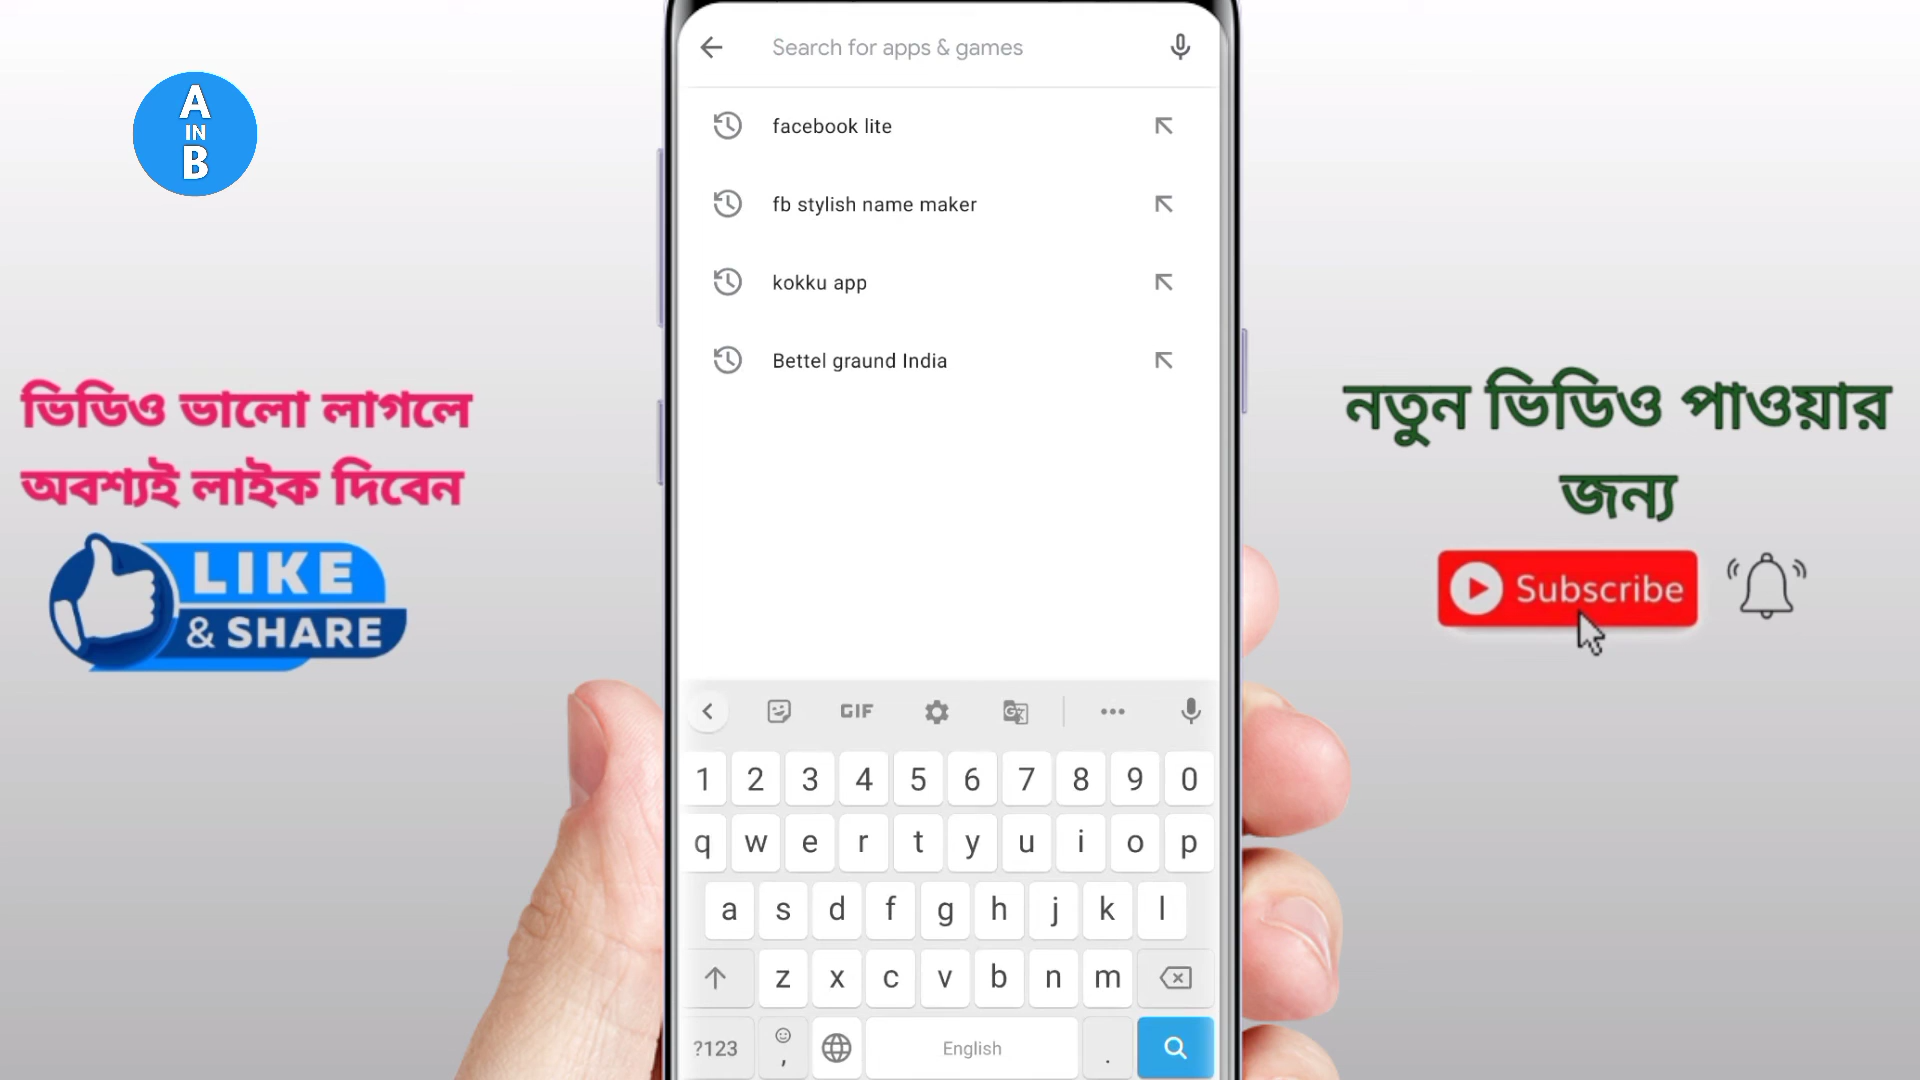 Search for apps & games
A
IN
B
facebook lite
fb stylish name maker
kokku app
Bettel graund India
ভিডিও ভালো লাগলে
অবশ্যই লাইক দিবেন
LIKE
& SHARE
নতুন ভিডিও পাওয়ার
জন্য
Subscribe
GIF
1 2 3 4 5 6 7 8 9 0
q w e r t y u i o p
a s d f g h j k l
z x c v b n m
?123 , English .